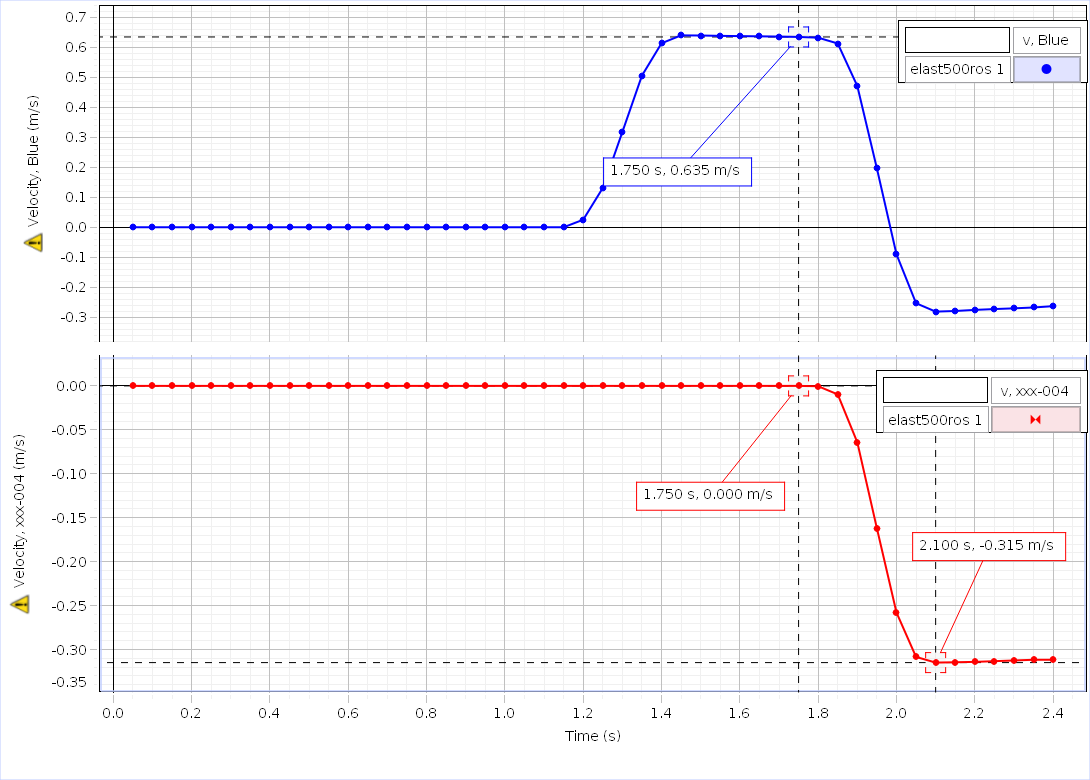 0.7
0.6
0.5
0.4
0.3
0.2
0.1
0.0
-0.1
-0.2
-0.3
Velocity, Blue (m/s)
v, Blue
elast500ros 1
1.750 s, 0.635 m/s
0.00
-0.05
-0.10
-0.15
-0.20
-0.25
-0.30
-0.35
Velocity, xxx-004 (m/s)
v, xxx-004
elast500ros 1
1.750 s, 0.000 m/s
2.100 s, -0.315 m/s
0.0 0.2 0.4 0.6 0.8 1.0 1.2 1.4 1.6 1.8 2.0 2.2 2.4
Time (s)